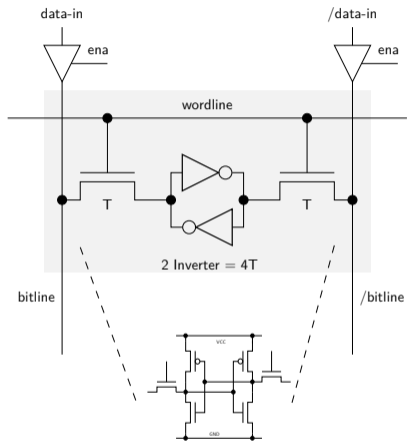 data-in
/data-in
ena
ena
wordline
T
T
2 Inverter = 4T
bitline
/bitline
VCC
GND